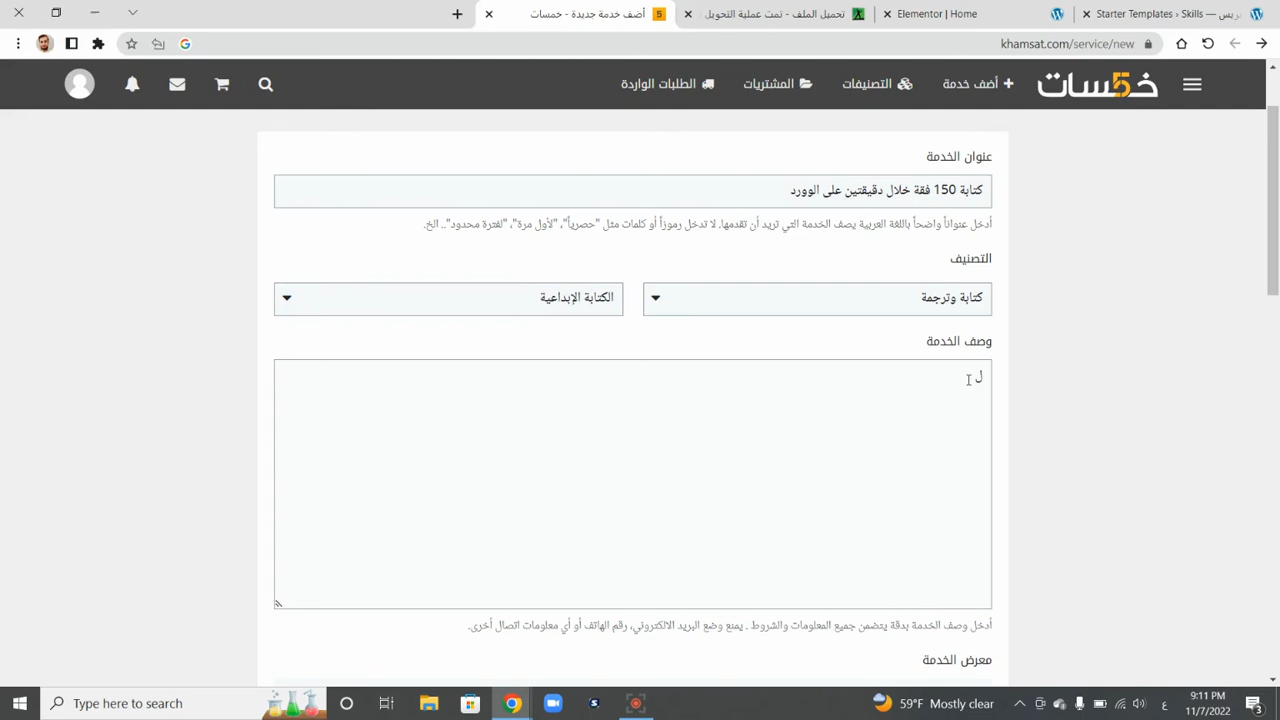 أضف خدمة جديدة - خمسات
تحميل الملف - تمت عملية التحويل
Elementor | Home
Starter Templates ‹ Skills — بريس
khamsat.com/service/new
خمسات
أضف خدمة
التصنيفات
المشتريات
الطلبات الواردة
عنوان الخدمة
كتابة 150 فقة خلال دقيقتين على الوورد
أدخل عنواناً واضحاً باللغة العربية يصف الخدمة التي تريد أن تقدمها. لا تدخل رموزاً أو كلمات مثل "حصرياً"، "لأول مرة"، "لفترة محدود".. الخ.
التصنيف
كتابة وترجمة
الكتابة الإبداعية
وصف الخدمة
ل
أدخل وصف الخدمة بدقة يتضمن جميع المعلومات والشروط . يمنع وضع البريد الالكتروني، رقم الهاتف أو أي معلومات اتصال أخرى.
معرض الخدمة
Type here to search
59°F Mostly clear
ع
9:11 PM
11/7/2022
3